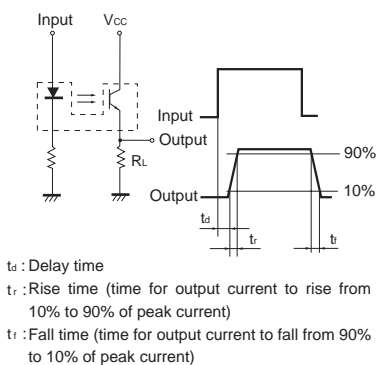 Input Vcc
Input
Output
RL
90%
10%
Output
td
tr tf
td : Delay time
tr : Rise time (time for output current to rise from
10% to 90% of peak current)
tf : Fall time (time for output current to fall from 90%
to 10% of peak current)